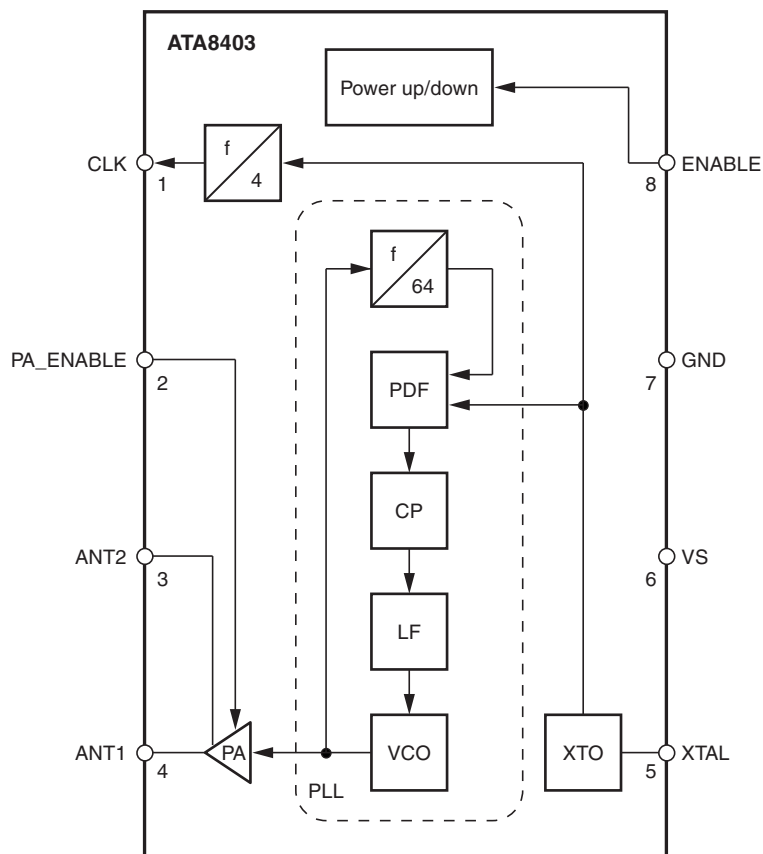 ATA8403
Power up/down
CLK
1
f
4
ENABLE
8
f
64
PA_ENABLE
2
PDF
GND
7
CP
ANT2
3
VS
6
LF
ANT1
4
PA
VCO
XTO
XTAL
5
PLL